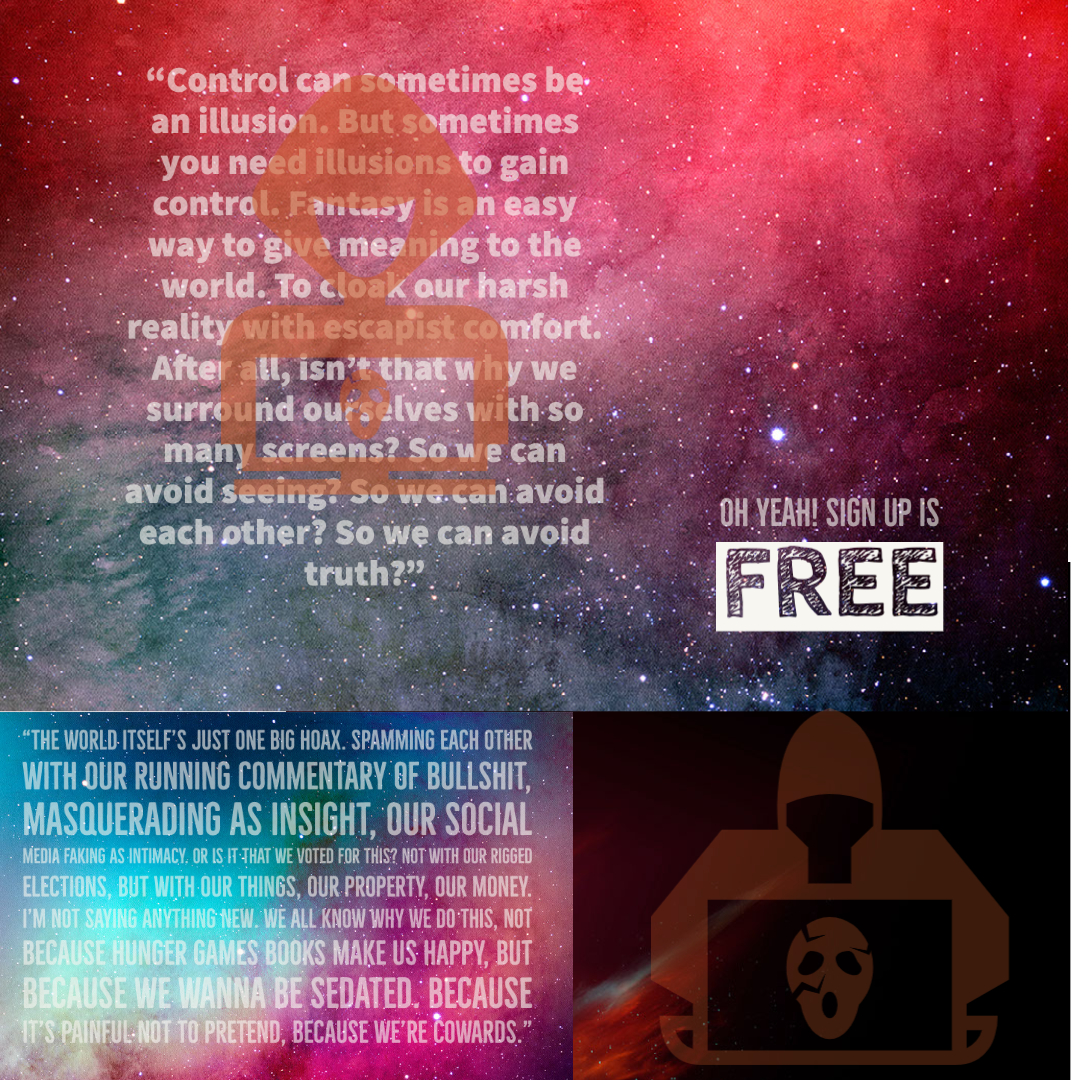 “Control can sometimes be
an illusion. But sometimes
you need illusions to gain
control. Fantasy is an easy
way to give meaning to the
world. To cloak our harsh
reality with escapist comfort.
After all, isn’t that why we
surround ourselves with so
many screens? So we can
avoid seeing? So we can avoid
each other? So we can avoid
truth?”
OH YEAH! SIGN UP IS
FREE
“THE WORLD ITSELF’S JUST ONE BIG HOAX. SPAMMING EACH OTHER
WITH OUR RUNNING COMMENTARY OF BULLSHIT,
MASQUERADING AS INSIGHT, OUR SOCIAL
MEDIA FAKING AS INTIMACY. OR IS IT THAT WE VOTED FOR THIS? NOT WITH OUR RIGGED
ELECTIONS, BUT WITH OUR THINGS, OUR PROPERTY, OUR MONEY.
I’M NOT SAYING ANYTHING NEW. WE ALL KNOW WHY WE DO THIS, NOT
BECAUSE HUNGER GAMES BOOKS MAKE US HAPPY, BUT
BECAUSE WE WANNA BE SEDATED. BECAUSE
IT’S PAINFUL NOT TO PRETEND, BECAUSE WE’RE COWARDS.”